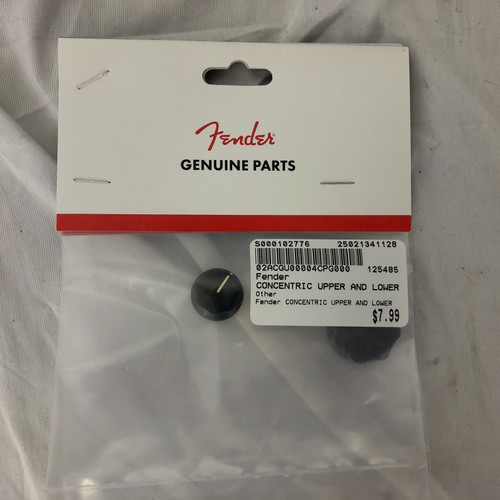 Fender
GENUINE PARTS
S000102776 25021341128
02ACGU00004CPG000 125485
Fender
CONCENTRIC UPPER AND LOWER
Other
Fender CONCENTRIC UPPER AND LOWER
$7.99